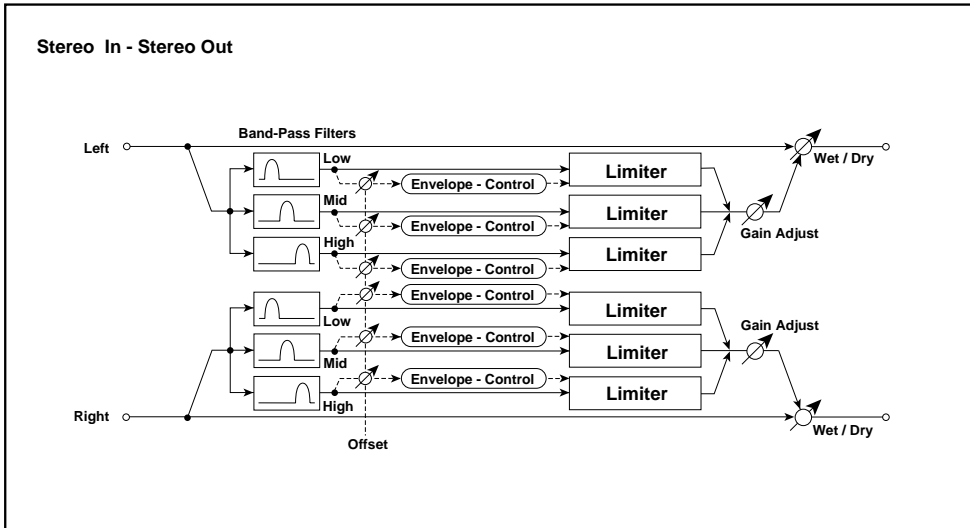 Stereo In - Stereo Out
Band-Pass Filters
Left
Low
Limiter
Wet / Dry
Envelope - Control
Mid
Limiter
Envelope - Control
Gain Adjust
High
Limiter
Envelope - Control
Envelope - Control
Low
Limiter
Gain Adjust
Envelope - Control
Mid
Limiter
Envelope - Control
High
Limiter
Right
Wet / Dry
Offset